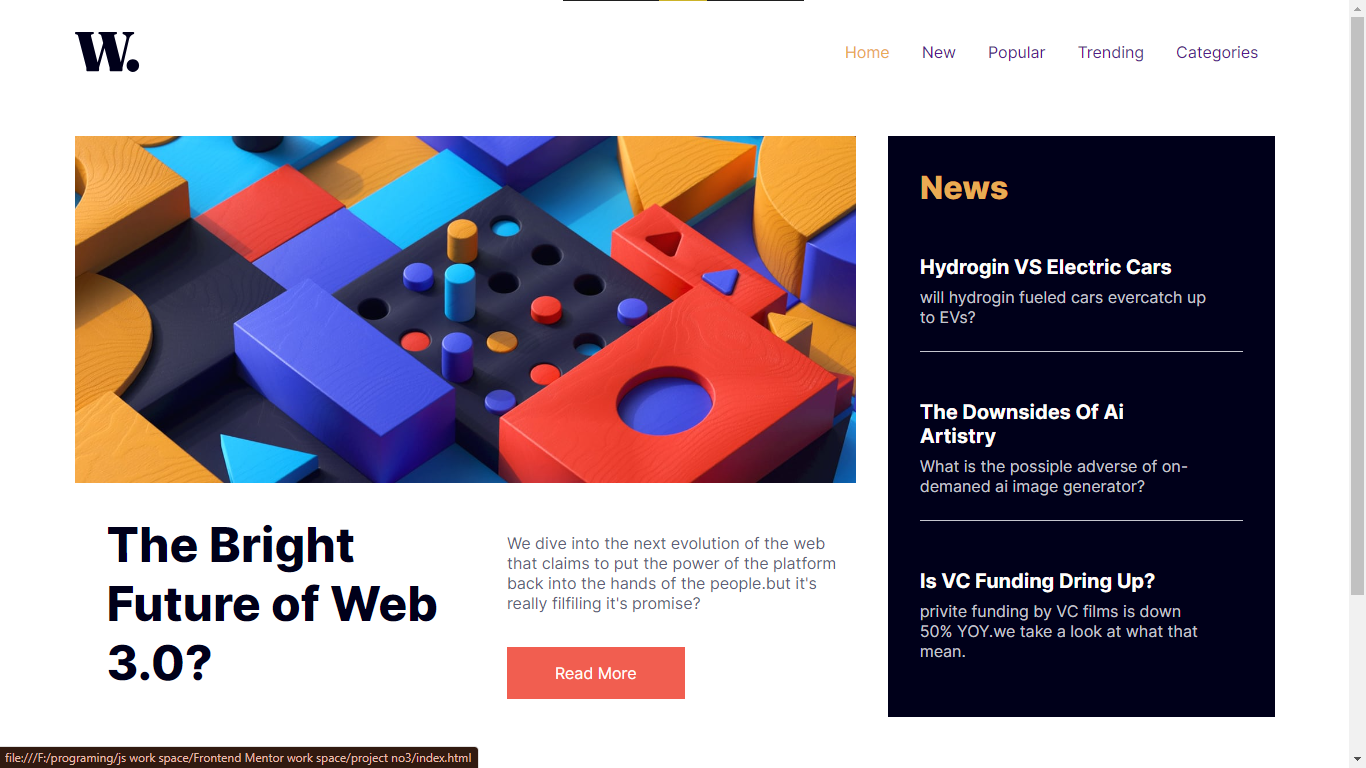 W.
Home New Popular Trending Categories
News
Hydrogin VS Electric Cars
will hydrogin fueled cars evercatch up
to EVs?
The Downsides Of Ai
Artistry
What is the possiple adverse of on-
demaned ai image generator?
Is VC Funding Dring Up?
privite funding by VC films is down
50% YOY.we take a look at what that
mean.
The Bright
Future of Web
3.0?
We dive into the next evolution of the web
that claims to put the power of the platform
back into the hands of the people.but it's
really filfiling it's promise?
Read More
file:///F:/programing/js work space/Frontend Mentor work space/project no3/index.html